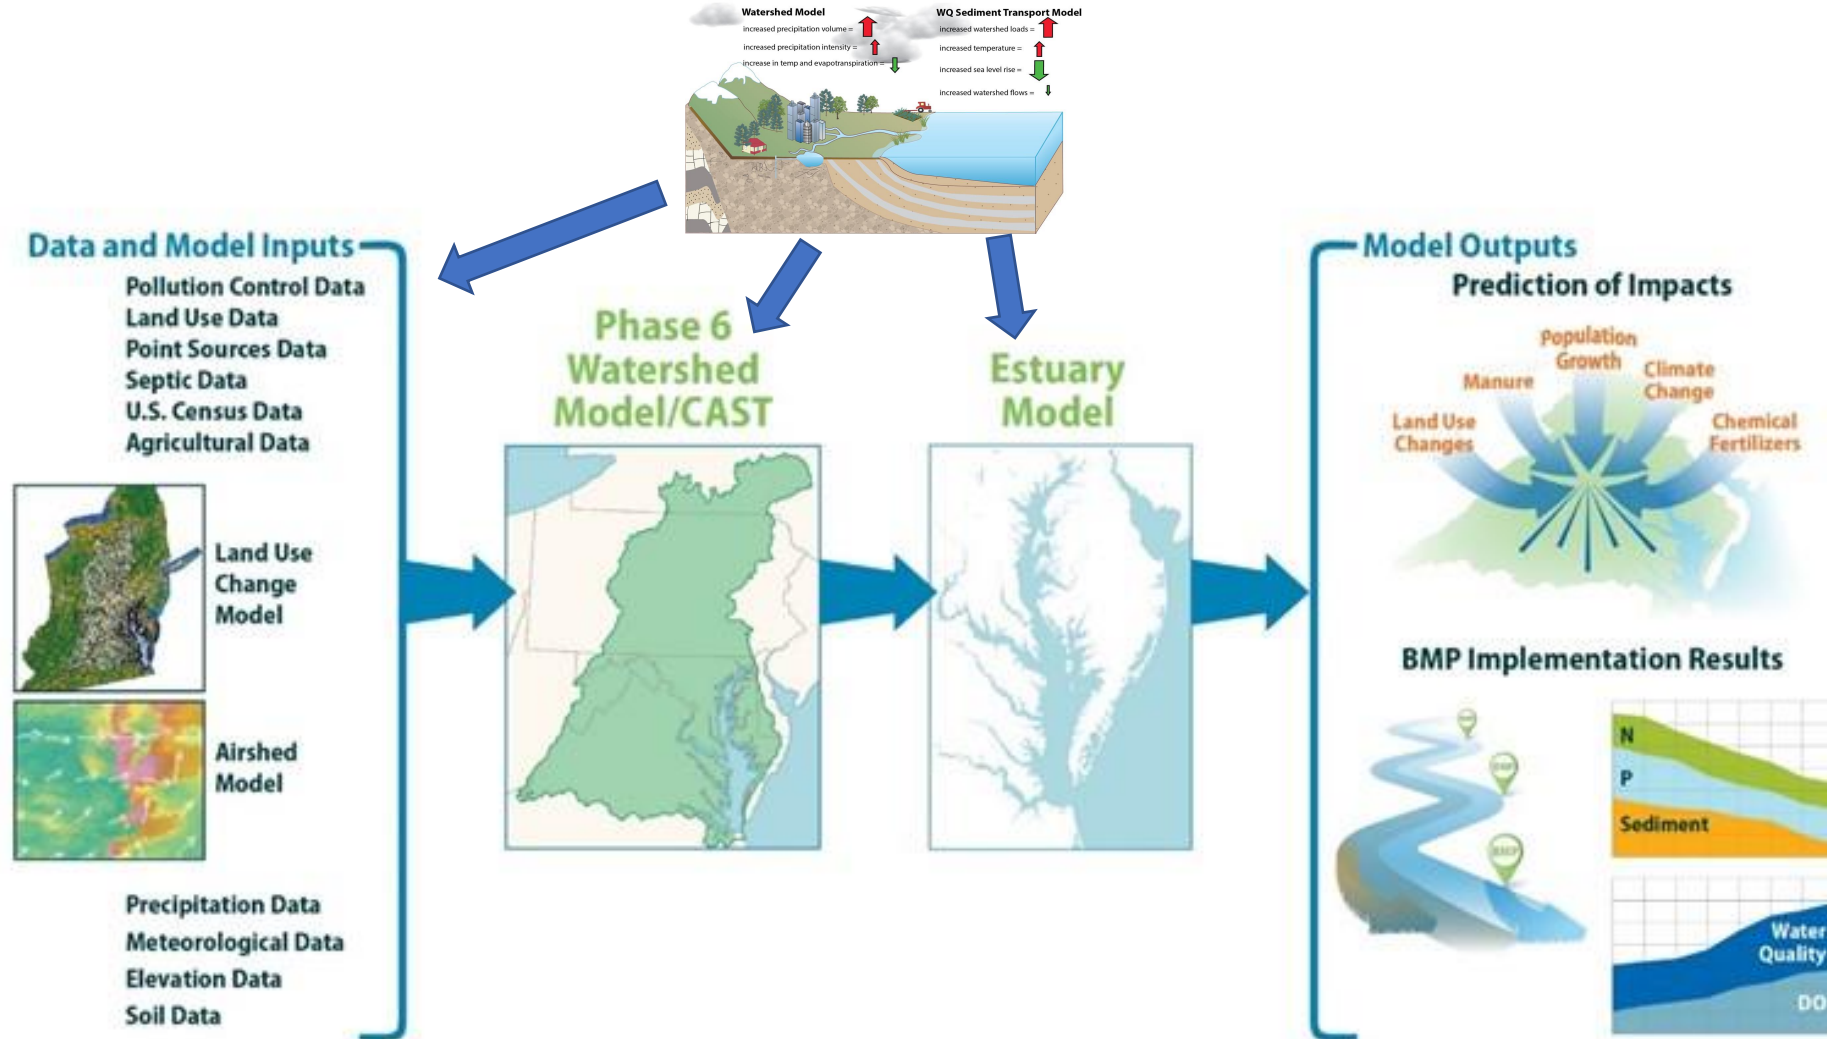 Watershed Model
increased precipitation volume =
increased precipitation intensity =
increase in temp and evapotranspiration =
WQ Sediment Transport Model
increased watershed loads =
increased temperature =
increased sea level rise =
increased watershed flows =
Data and Model Inputs
Pollution Control Data
Land Use Data
Point Sources Data
Septic Data
U.S. Census Data
Agricultural Data
Land Use
Change
Model
Airshed
Model
Precipitation Data
Meteorological Data
Elevation Data
Soil Data
Phase 6
Watershed
Model/CAST
Estuary
Model
Model Outputs
Prediction of Impacts
Population
Growth
Manure
Climate
Change
Land Use
Changes
Chemical
Fertilizers
BMP Implementation Results
BMP
N
P
Sediment
Water
Quality
DO